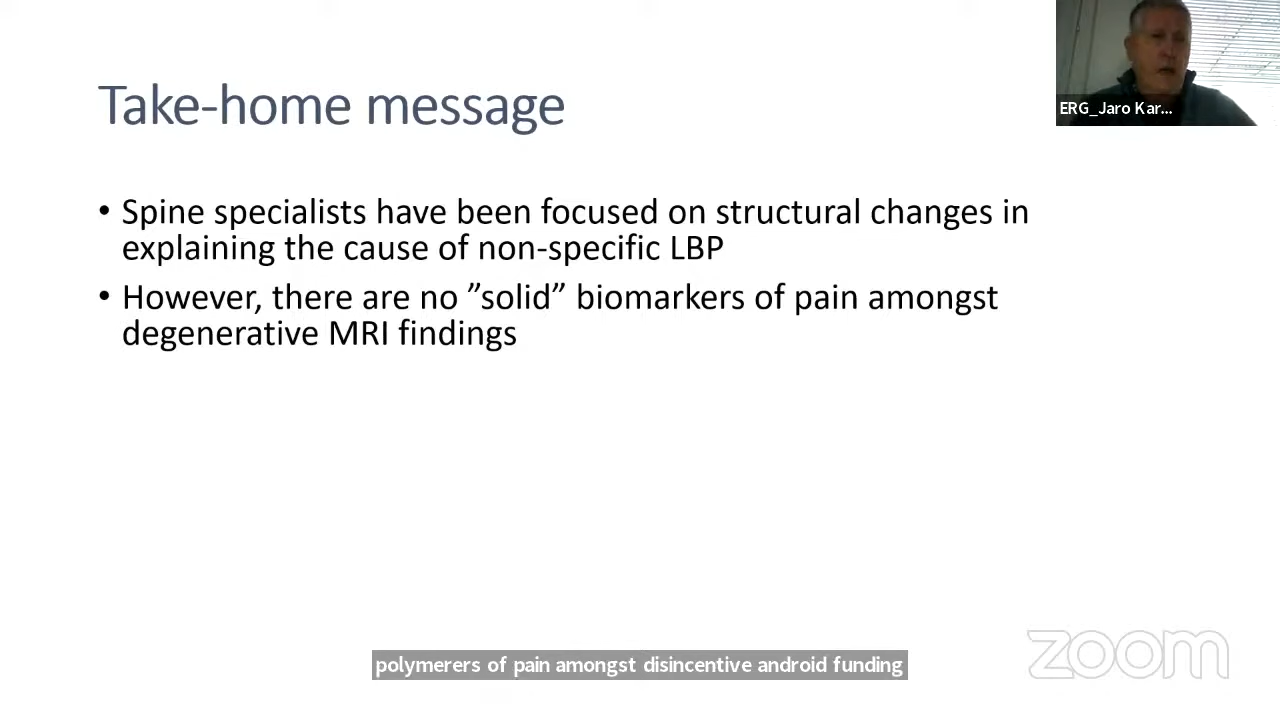 Take-home message
ERG_Jaro Kar...
• Spine specialists have been focused on structural changes in
explaining the cause of non-specific LBP
• However, there are no ”solid” biomarkers of pain amongst
degenerative MRI findings
polymerers of pain amongst disincentive android funding
zoom